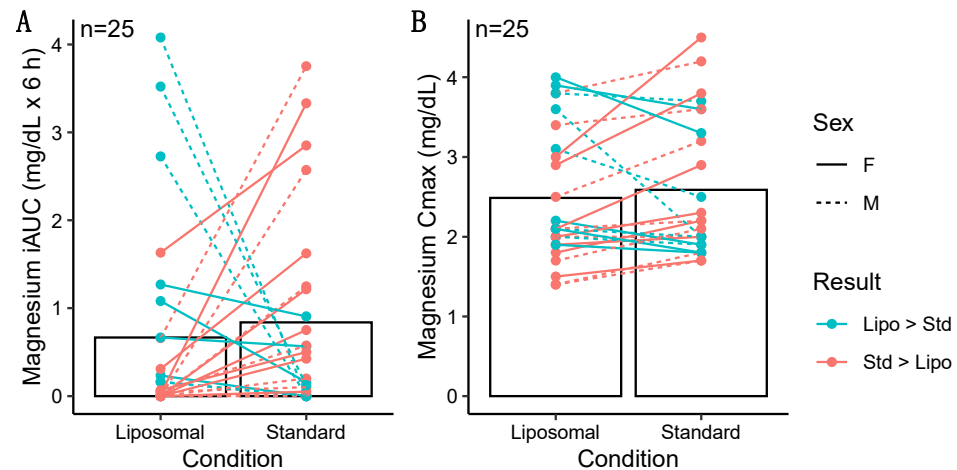 A
n=25
Magnesium iAUC (mg/dL x 6 h)
4
3
2
1
0
Liposomal
Standard
Condition
B
n=25
Magnesium Cmax (mg/dL)
4
3
2
1
0
Liposomal
Standard
Condition
Sex
F
M
Result
Lipo > Std
Std > Lipo